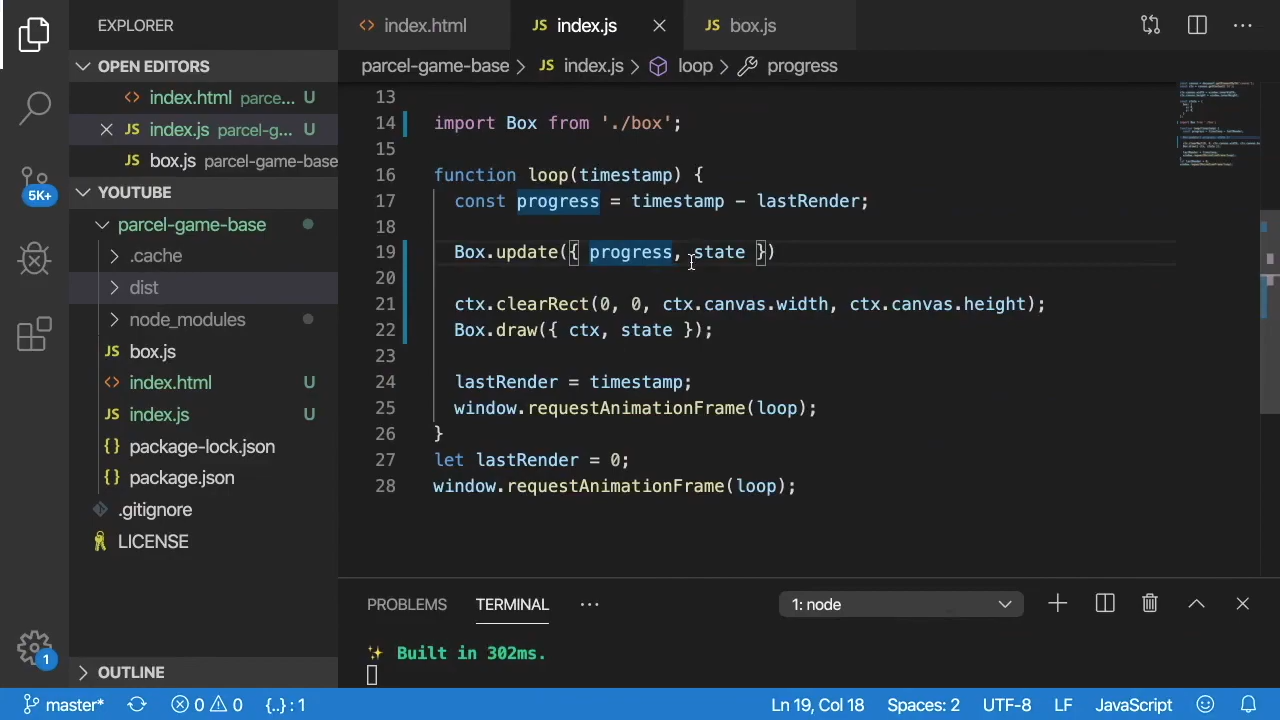 EXPLORER
OPEN EDITORS
index.html parce... U
index.js parcel-g... U
box.js parcel-game-base
YOUTUBE
parcel-game-base
.cache
dist
node_modules
box.js
index.html U
index.js U
package-lock.json
package.json
.gitignore
LICENSE
OUTLINE
5K+
1
index.html
JS index.js
JS box.js
parcel-game-base > JS index.js > loop > progress
13
14 import Box from './box';
15
16 function loop(timestamp) {
17 const progress = timestamp - lastRender;
18
19 Box.update({ progress, state })
20
21 ctx.clearRect(0, 0, ctx.canvas.width, ctx.canvas.height);
22 Box.draw({ ctx, state });
23
24 lastRender = timestamp;
25 window.requestAnimationFrame(loop);
26 }
27 let lastRender = 0;
28 window.requestAnimationFrame(loop);
PROBLEMS TERMINAL ... 1: node
✨ Built in 302ms.
master* 0 0 {..} : 1 Ln 19, Col 18 Spaces: 2 UTF-8 LF JavaScript